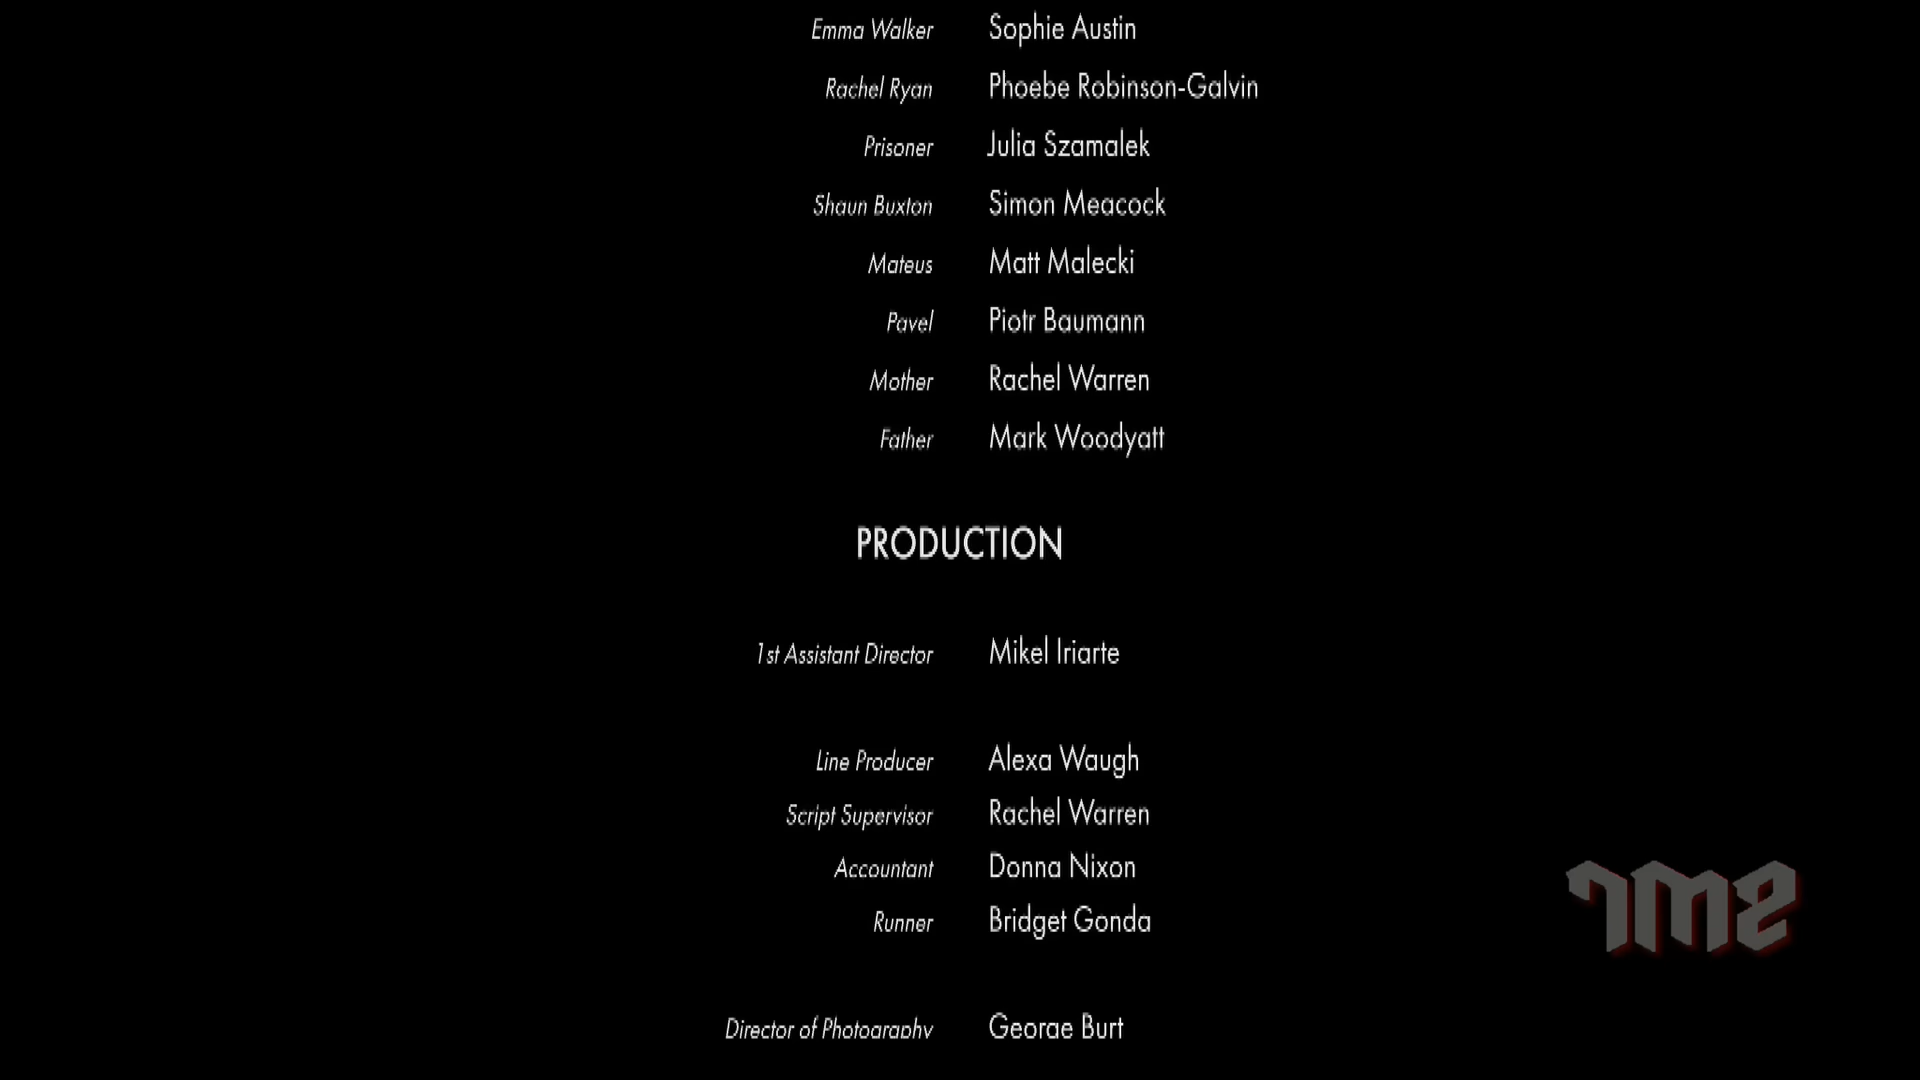 Emma Walker Sophie Austin
Rachel Ryan Phoebe Robinson-Galvin
Prisoner Julia Szamalek
Shaun Buxton Simon Meacock
Mateus Matt Malecki
Pavel Piotr Baumann
Mother Rachel Warren
Father Mark Woodyatt
PRODUCTION
1st Assistant Director Mikel Iriarte
Line Producer Alexa Waugh
Script Supervisor Rachel Warren
Accountant Donna Nixon
Runner Bridget Gonda
Director of Photography George Burt